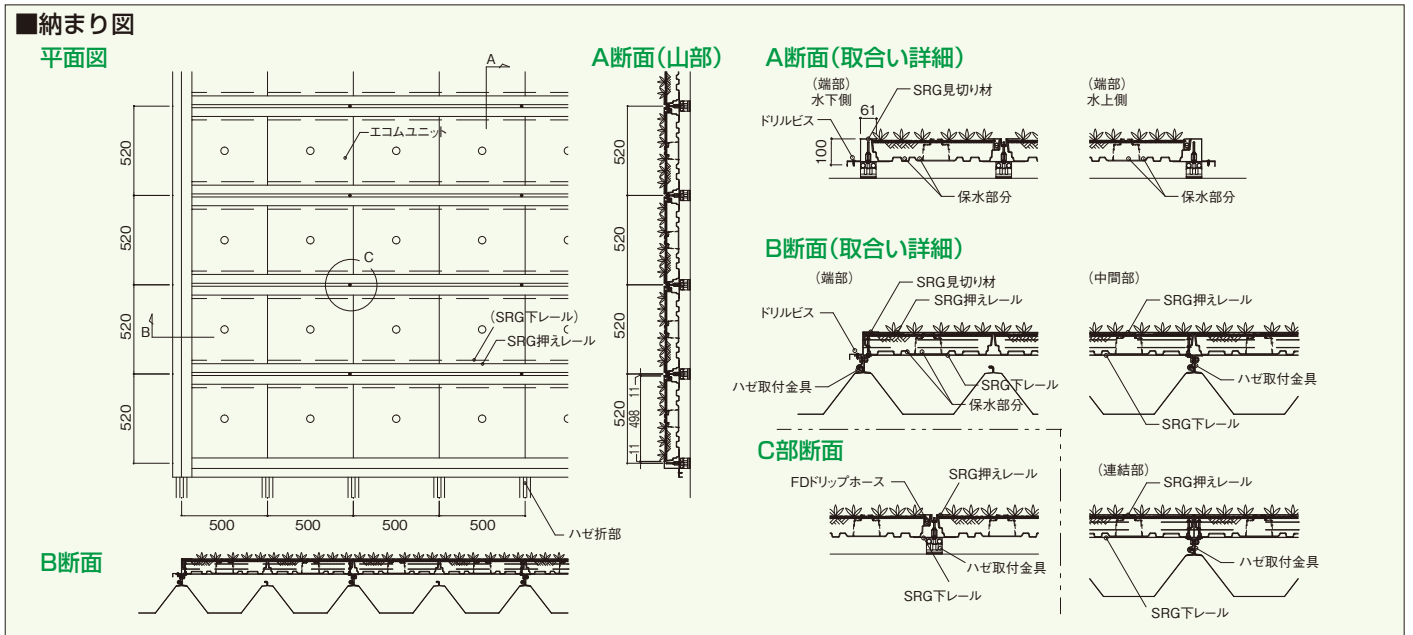 ■納まり図
平面図
A
エコムユニット
520
520
520
520
C
B
(SRG下レール)
SRG押えレール
500
500
500
500
ハゼ折部
A断面(山部)
520
520
520
520
11
498
11
A断面(取合い詳細)
(端部)
水下側
SRG見切り材
61
ドリルビス
100
保水部分
(端部)
水上側
保水部分
B断面(取合い詳細)
(端部)
SRG見切り材
SRG押えレール
ドリルビス
ハゼ取付金具
SRG下レール
保水部分
(中間部)
SRG押えレール
ハゼ取付金具
SRG下レール
C部断面
FDドリップホース
SRG押えレール
ハゼ取付金具
SRG下レール
(連結部)
SRG押えレール
ハゼ取付金具
SRG下レール
B断面